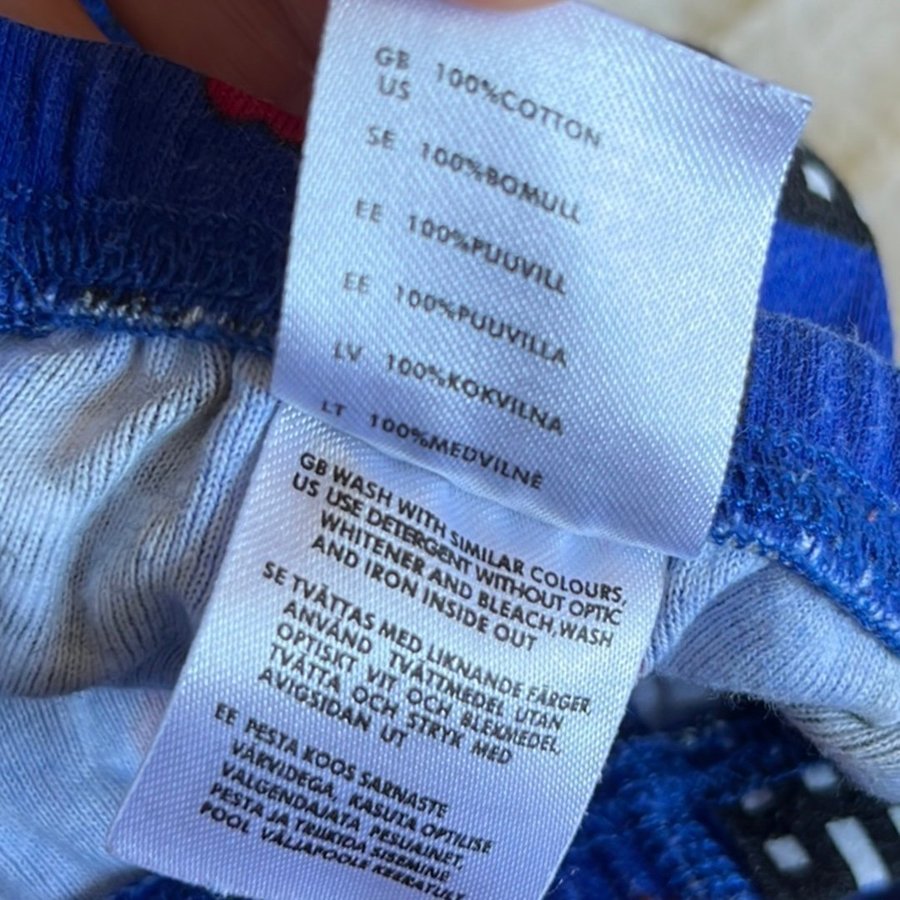 GB 100%COTTON
US
SE 100%BOMULL
EE 100%PUUVILL
EE 100%PUUVILLA
LV 100%KOKVILNA
LT 100%MEDVILNĖ
GB WASH WITH SIMILAR COLOURS,
US USE DETERGENT WITHOUT OPTIC
WHITENER AND BLEACH, WASH
AND IRON INSIDE OUT
SE TVÄTTAS MED LIKNANDE FÄRGER
ANVÄND TVÄTTMEDEL UTAN
OPTISKT VIT OCH BLEKMEDEL.
TVÄTTA OCH STRYK MED
AVIGSIDAN UT
EE PESTA KOOS SARNASTE
VÄRVIDEGA, KASUTA OPTILISE
VALGENDAJATA PESUAINET,
PESTA JA TRIIKIDA SISEMINE
POOL VÄLJAPOOLE KEERATULT